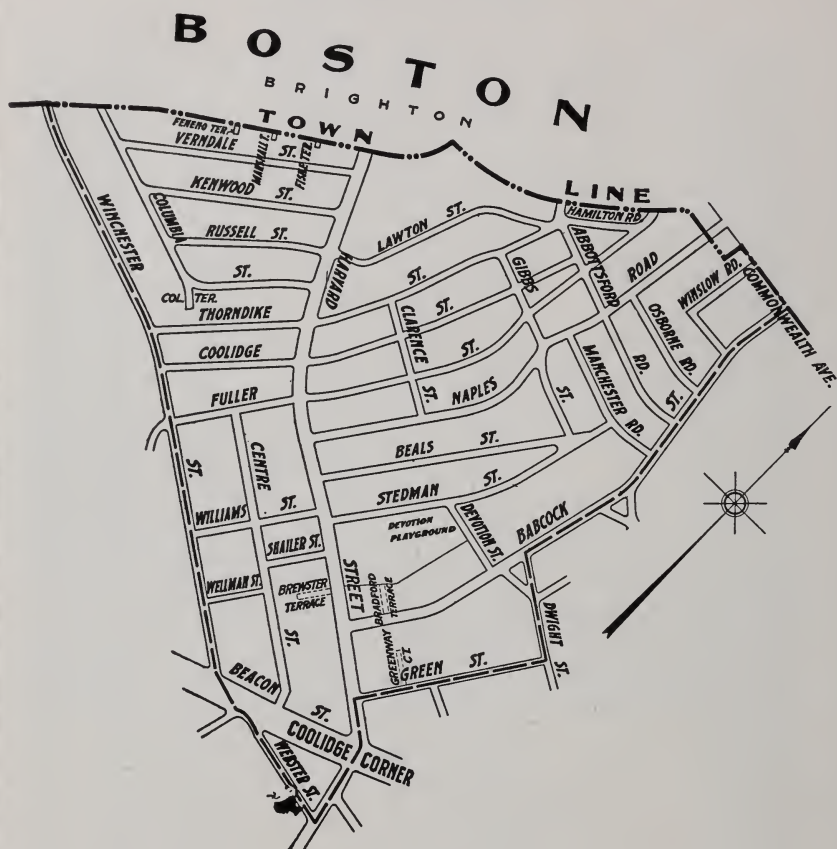 BOSTON
BRIGHTON
TOWN LINE
VERNDALE ST.
KENWOOD ST.
WINCHESTER ST.
COLUMBIA ST.
RUSSELL ST.
HARVARD STREET
LAWTON ST.
HAMILTON RD.
ABBOTTSFORD RD.
GIBBS ST.
ROAD
WINSLOW RD.
COMMONWEALTH AVE.
OSBORNE RD.
COL. TER.
THORNDIKE ST.
CLARENCE ST.
COOLIDGE ST.
MANCHESTER RD.
FULLER ST.
NAPLES
BEALS ST.
CENTRE ST.
STEDMAN ST.
WILLIAMS ST.
DEVOTION
PLAYGROUND
DEVOTION ST.
BABCOCK ST.
SHAILER ST.
WELLMAN ST.
BREWSTER
TERRACE
BRADFORD
TERRACE
DWIGHT ST.
GREENWAY
CT.
GREEN ST.
BEACON ST.
COOLIDGE CORNER
WEBSTER ST.